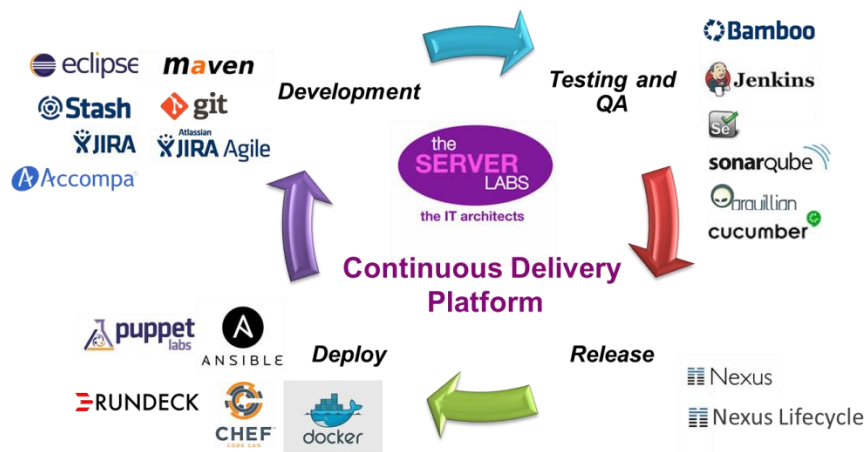 eclipse
maven
Stash
git
JIRA
Atlassian
JIRA Agile
Accompa
Development
Testing and
QA
Bamboo
Jenkins
Se
sonarqube
arquillian
cucumber
the
SERVER
LABS
the IT architects
Continuous Delivery
Platform
puppet
labs
A
ANSIBLE
Deploy
Release
RUNDECK
CHEF
CODE CAN
docker
Nexus
Nexus Lifecycle